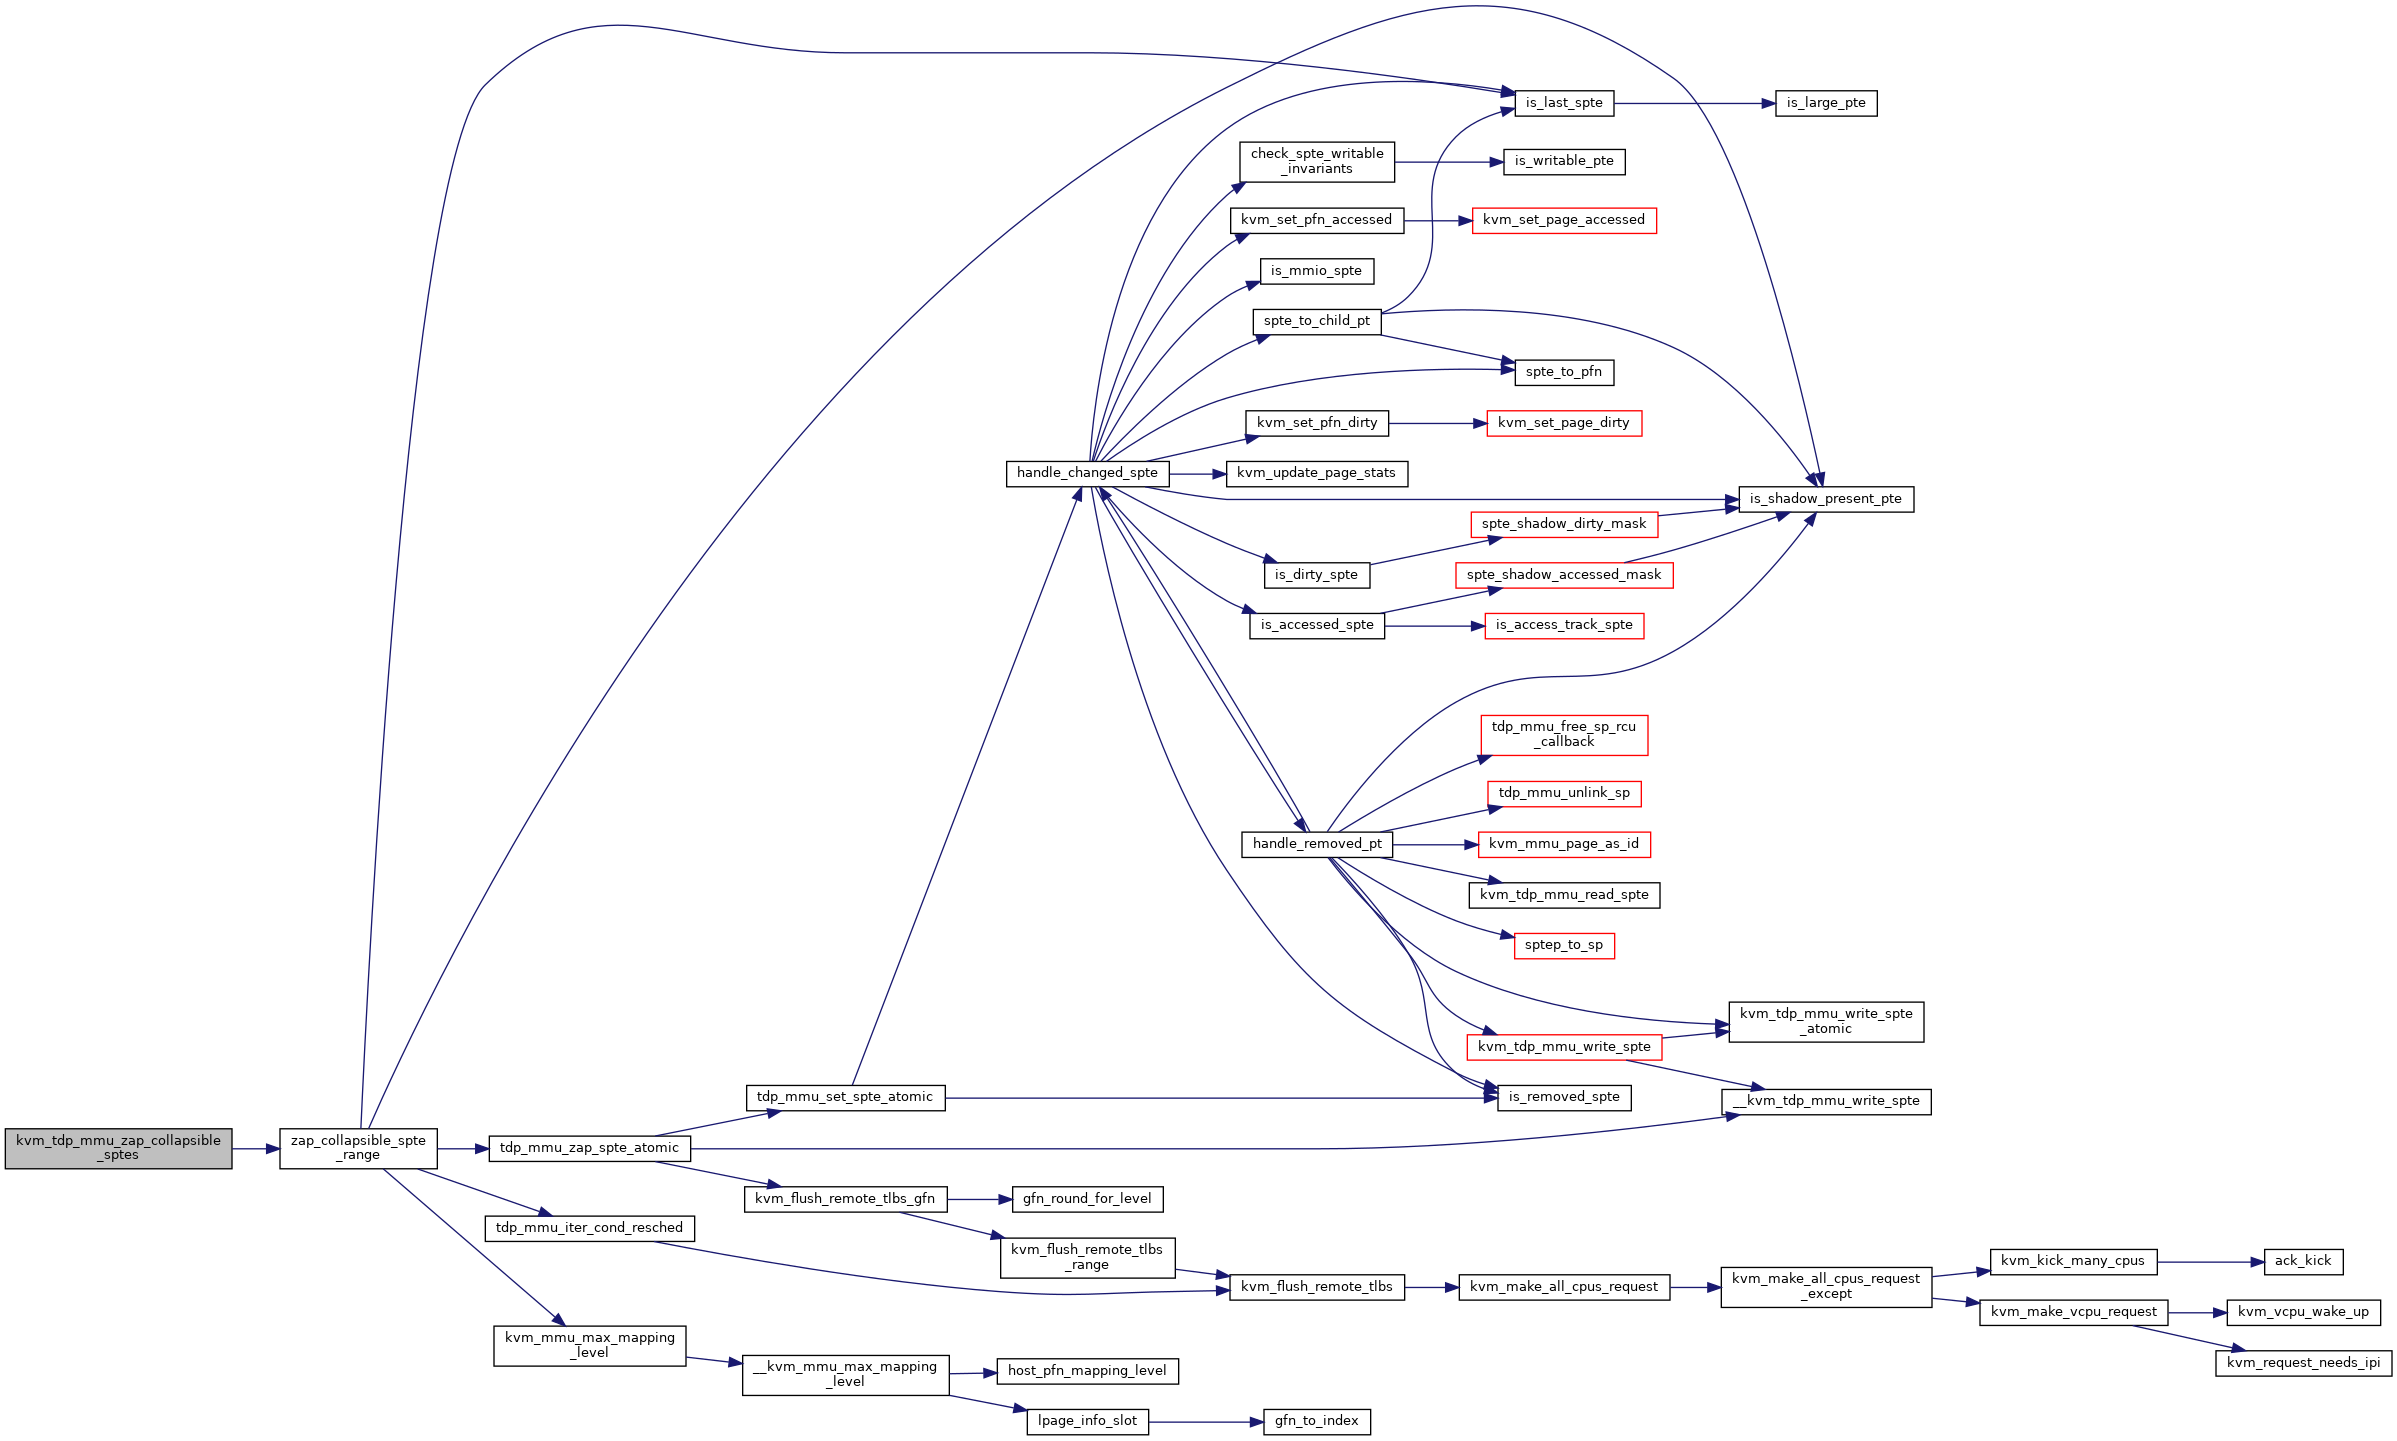 is_last_spte
is_large_pte
check_spte_writable
_invariants
is_writable_pte
kvm_set_pfn_accessed
kvm_set_page_accessed
is_mmio_spte
spte_to_child_pt
spte_to_pfn
kvm_set_pfn_dirty
kvm_set_page_dirty
handle_changed_spte
kvm_update_page_stats
is_shadow_present_pte
spte_shadow_dirty_mask
is_dirty_spte
spte_shadow_accessed_mask
is_accessed_spte
is_access_track_spte
tdp_mmu_free_sp_rcu
_callback
tdp_mmu_unlink_sp
handle_removed_pt
kvm_mmu_page_as_id
kvm_tdp_mmu_read_spte
sptep_to_sp
kvm_tdp_mmu_write_spte
_atomic
kvm_tdp_mmu_write_spte
tdp_mmu_set_spte_atomic
is_removed_spte
__kvm_tdp_mmu_write_spte
kvm_tdp_mmu_zap_collapsible
_sptes
zap_collapsible_spte
_range
tdp_mmu_zap_spte_atomic
kvm_flush_remote_tlbs_gfn
gfn_round_for_level
tdp_mmu_iter_cond_resched
kvm_flush_remote_tlbs
_range
kvm_flush_remote_tlbs
kvm_make_all_cpus_request
kvm_make_all_cpus_request
_except
kvm_kick_many_cpus
ack_kick
kvm_make_vcpu_request
kvm_vcpu_wake_up
kvm_request_needs_ipi
kvm_mmu_max_mapping
_level
__kvm_mmu_max_mapping
_level
host_pfn_mapping_level
lpage_info_slot
gfn_to_index